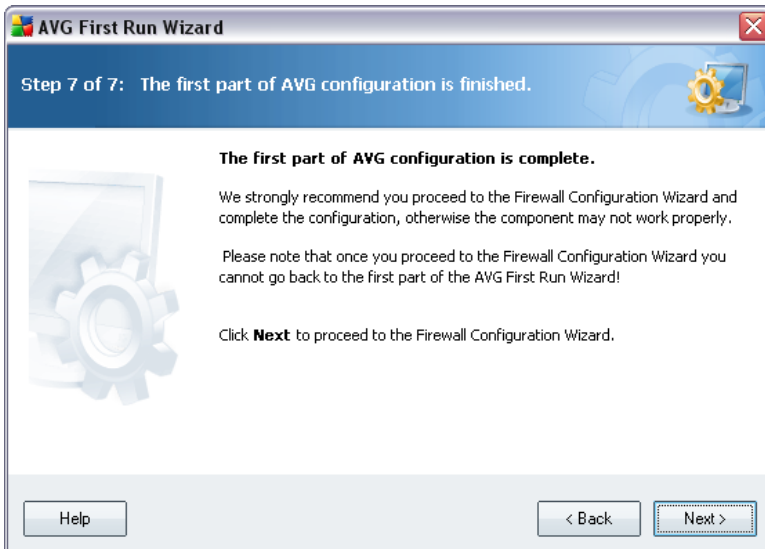 AVG First Run Wizard
Step 7 of 7: The first part of AVG configuration is finished.
The first part of AVG configuration is complete.
We strongly recommend you proceed to the Firewall Configuration Wizard and
complete the configuration, otherwise the component may not work properly.
Please note that once you proceed to the Firewall Configuration Wizard you
cannot go back to the first part of the AVG First Run Wizard!
Click Next to proceed to the Firewall Configuration Wizard.
Help
< Back
Next >